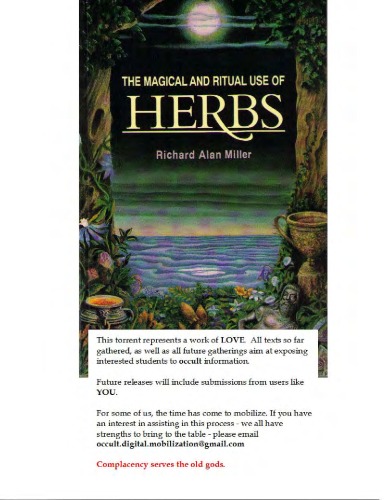 THE MAGICAL AND RITUAL USE OF
HERBS
Richard Alan Miller
This torrent represents a work of LOVE. All texts so far
gathered, as well as all future gatherings aim at exposing
interested students to occult information.
Future releases will include submissions from users like
YOU.
For some of us, the time has come to mobilize. If you have
an interest in assisting in this process - we all have
strengths to bring to the table - please email
occult.digital.mobilization@gmail.com
Complacency serves the old gods.